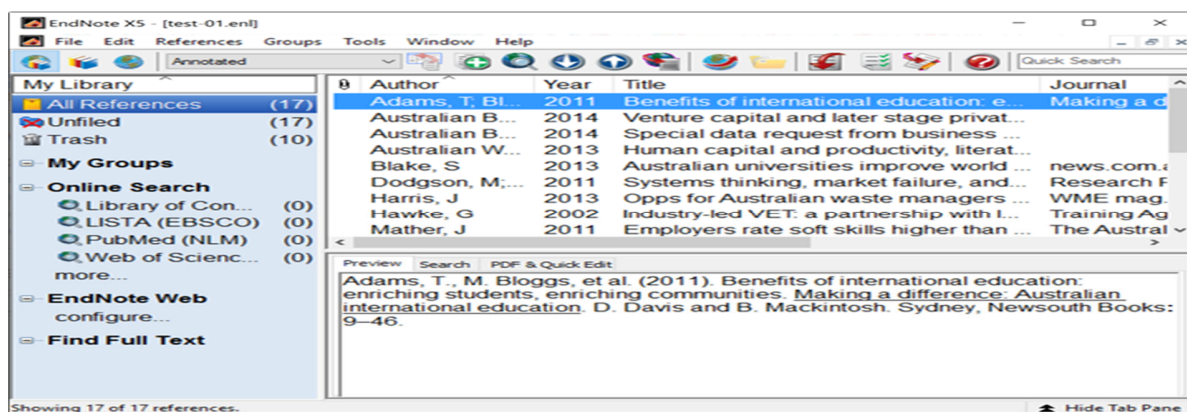 EndNote X5 - [test-01.enl]
File Edit References Groups Tools Window Help
Annotated
Quick Search
My Library
All References (17)
Unfiled (17)
Trash (10)
My Groups
Online Search
Library of Con... (0)
LISTA (EBSCO) (0)
PubMed (NLM) (0)
Web of Scienc... (0)
more...
EndNote Web
configure...
Find Full Text
Author Year Title Journal
Adams, T; Bl... 2011 Benefits of international education: e... Making a d
Australian B... 2014 Venture capital and later stage privat...
Australian B... 2014 Special data request from business ...
Australian W... 2013 Human capital and productivity, literat...
Blake, S 2013 Australian universities improve world ... news.com.a
Dodgson, M;... 2011 Systems thinking, market failure, and... Research F
Harris, J 2013 Opps for Australian waste managers ... WME mag.
Hawke, G 2002 Industry-led VET: a partnership with l... Training Ag
Mather, J 2011 Employers rate soft skills higher than ... The Austral
Preview Search PDF & Quick Edit
Adams, T., M. Bloggs, et al. (2011). Benefits of international education:
enriching students, enriching communities. Making a difference: Australian
international education. D. Davis and B. Mackintosh. Sydney, Newsouth Books:
9–46.
Showing 17 of 17 references.
Hide Tab Pane